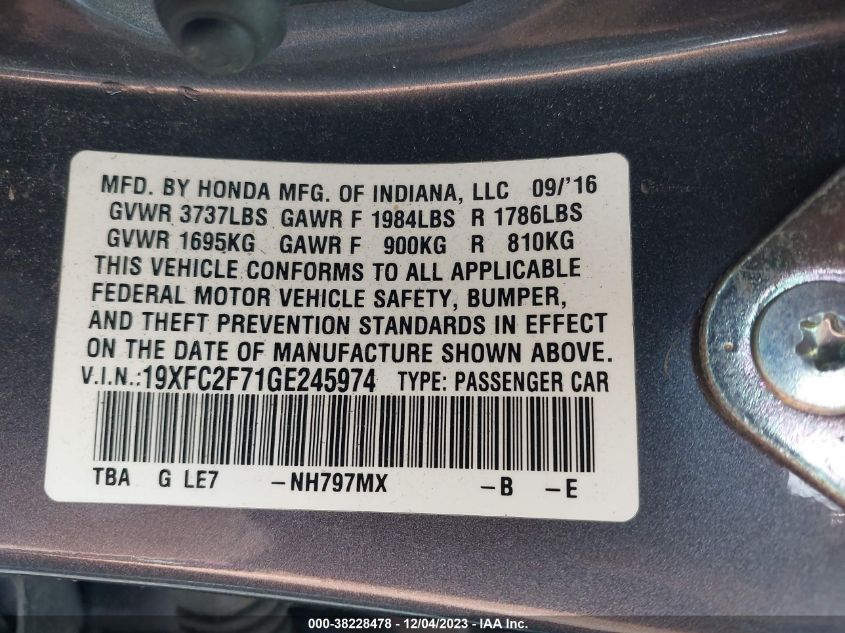 MFD. BY HONDA MFG. OF INDIANA, LLC 09/'16
GVWR 3737LBS GAWR F 1984LBS R 1786LBS
GVWR 1695KG GAWR F 900KG R 810KG
THIS VEHICLE CONFORMS TO ALL APPLICABLE
FEDERAL MOTOR VEHICLE SAFETY, BUMPER,
AND THEFT PREVENTION STANDARDS IN EFFECT
ON THE DATE OF MANUFACTURE SHOWN ABOVE.
V.I.N.:19XFC2F71GE245974 TYPE: PASSENGER CAR
TBA G LE7 -NH797MX -B -E
000-38228478 - 12/04/2023 - IAA Inc.